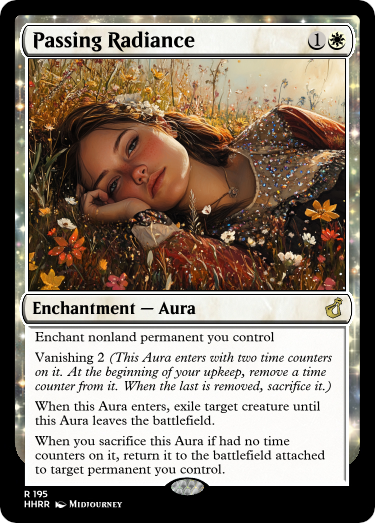 Passing Radiance 1
Enchantment — Aura
Enchant nonland permanent you control
Vanishing 2 (This Aura enters with two time counters
on it. At the beginning of your upkeep, remove a time
counter from it. When the last is removed, sacrifice it.)
When this Aura enters, exile target creature until
this Aura leaves the battlefield.
When you sacrifice this Aura if had no time
counters on it, return it to the battlefield attached
to target permanent you control.
R 195
HHRR Midjourney